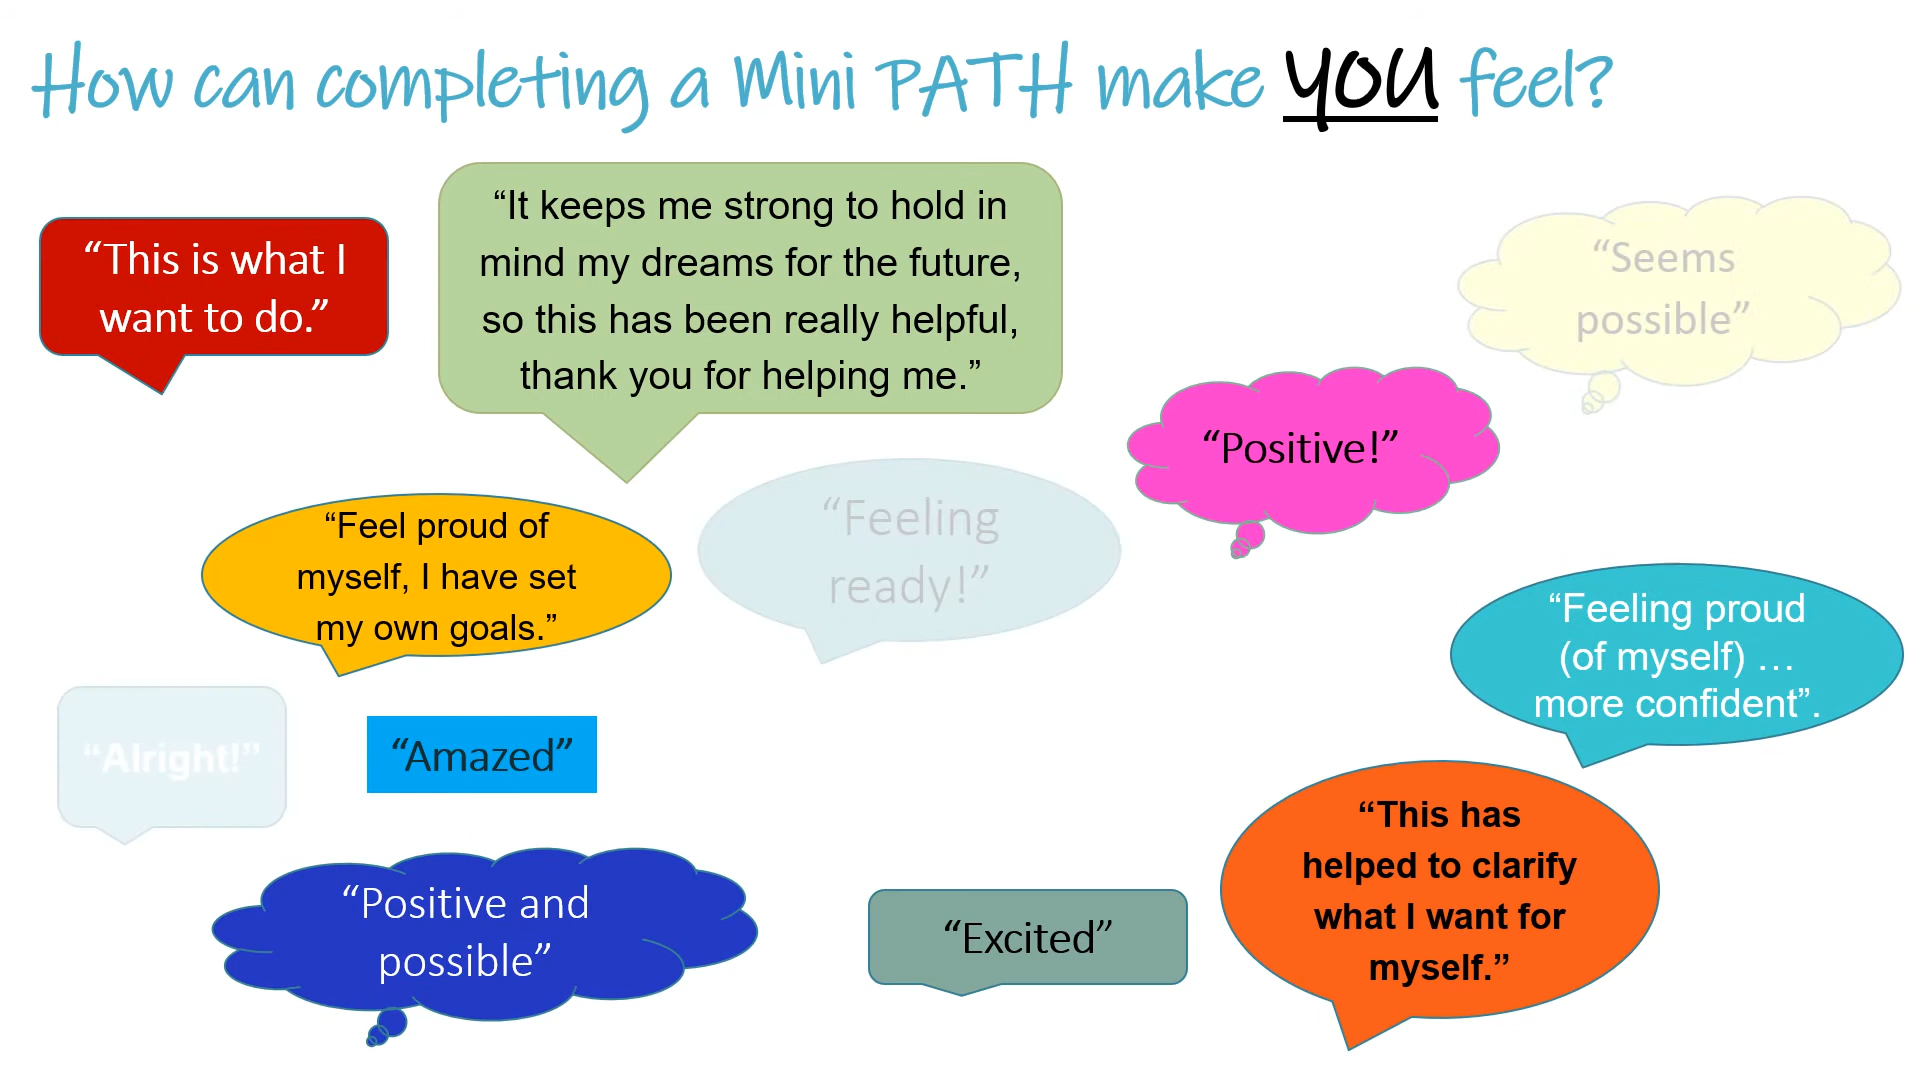 How can completing a Mini PATH make YOU feel?
“This is what I
want to do.”
“It keeps me strong to hold in
mind my dreams for the future,
so this has been really helpful,
thank you for helping me.”
“Seems
possible”
“Positive!”
“Feel proud of
myself, I have set
my own goals.”
“Feeling
ready!”
“Feeling proud
(of myself) …
more confident”.
“Alright!”
“Amazed”
“This has
helped to clarify
what I want for
myself.”
“Positive and
possible”
“Excited”